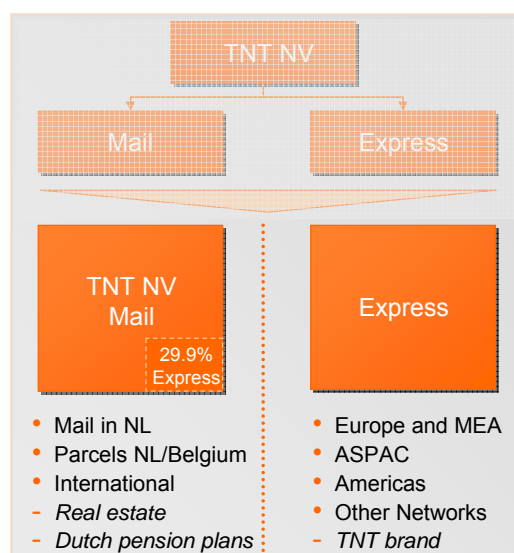 TNT NV
Mail
Express
TNT NV
Mail
29.9%
Express
Express
• Mail in NL
• Parcels NL/Belgium
• International
- Real estate
- Dutch pension plans
• Europe and MEA
• ASPAC
• Americas
• Other Networks
- TNT brand